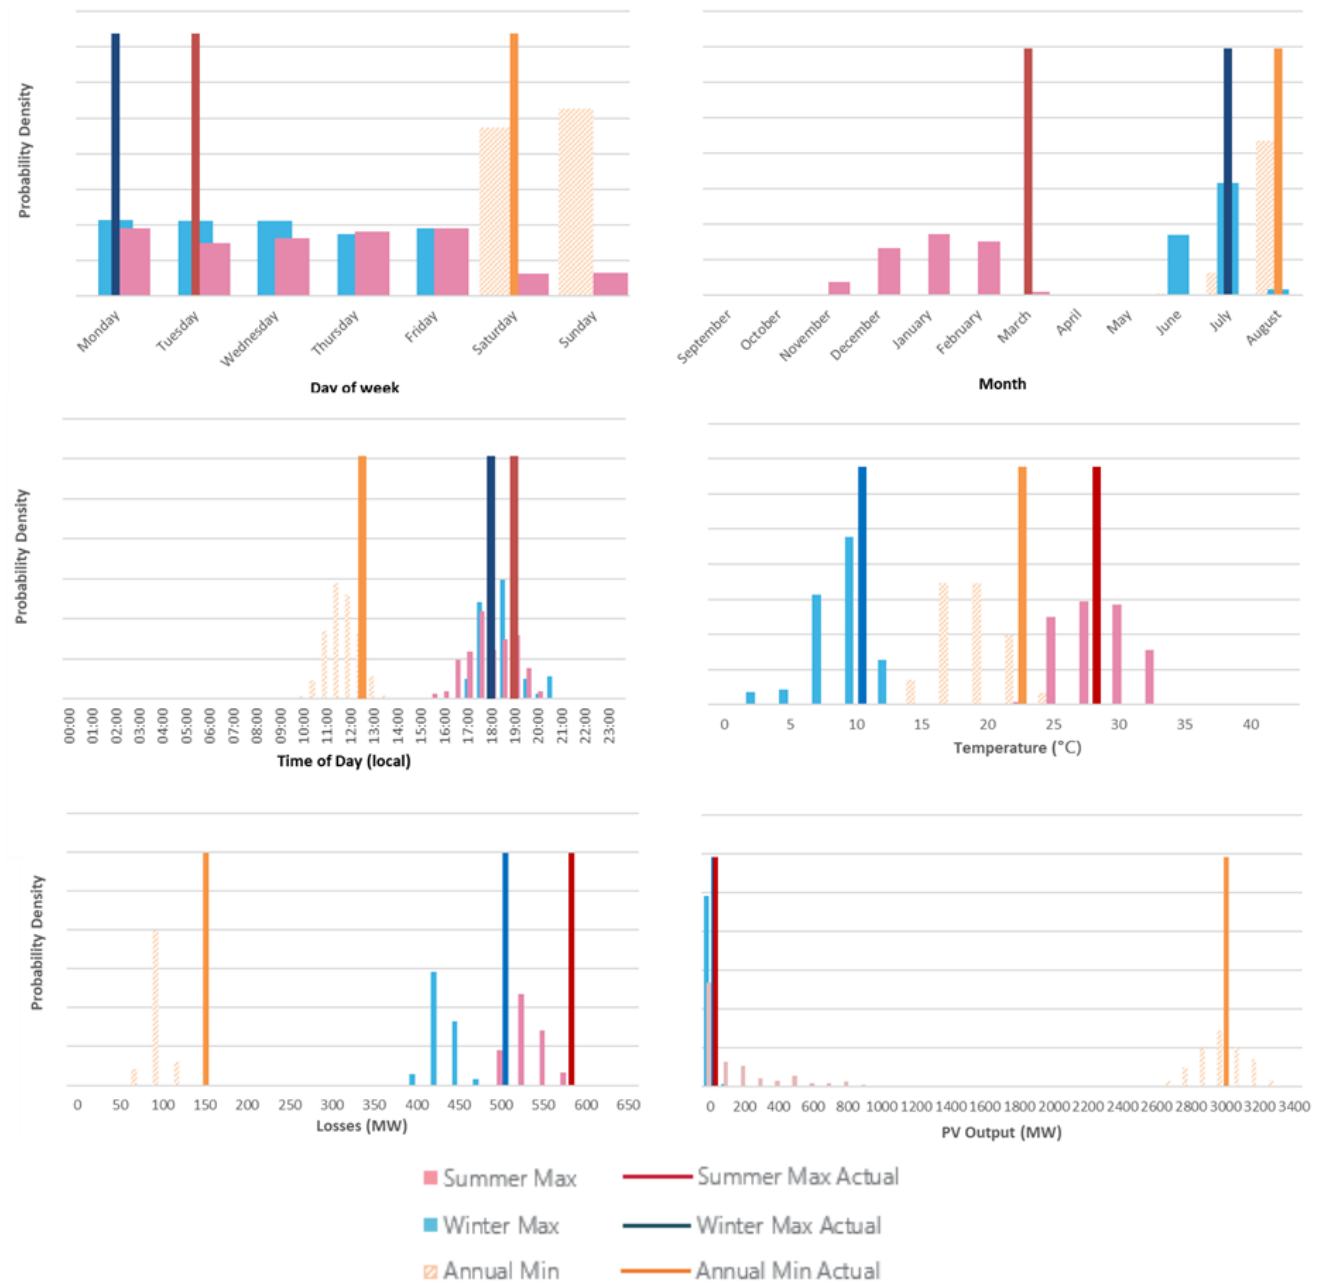 Probability Density
Monday
Tuesday
Wednesday
Thursday
Friday
Saturday
Sunday
Day of week
September
October
November
December
January
February
March
April
May
June
July
August
Month
Probability Density
00:00
01:00
02:00
03:00
04:00
05:00
06:00
07:00
08:00
09:00
10:00
11:00
12:00
13:00
14:00
15:00
16:00
17:00
18:00
19:00
20:00
21:00
22:00
23:00
Time of Day (local)
0 5 10 15 20 25 30 35 40
Temperature (°C)
Probability Density
0 50 100 150 200 250 300 350 400 450 500 550 600 650
Losses (MW)
0 200 400 600 800 1000 1200 1400 1600 1800 2000 2200 2400 2600 2800 3000 3200 3400
PV Output (MW)
Summer Max Summer Max Actual
Winter Max Winter Max Actual
Annual Min Annual Min Actual